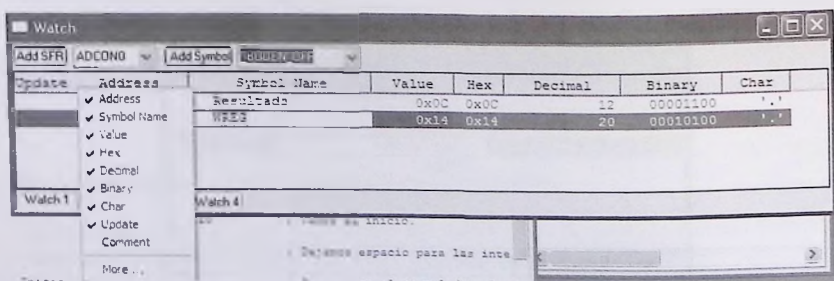 Watch
Add SFR ADCON0 Add Symbol
Update Address Symbol Name Value Hex Decimal Binary Char
Resultado 0x0C 0x0C 12 00001100 '.'
WREG 0x14 0x14 20 00010100 '.'
Address
Symbol Name
Value
Hex
Decimal
Binary
Char
Update
Comment
More ...
Watch 1 Watch 4
inicio.
; Dejamos espacio para las inte